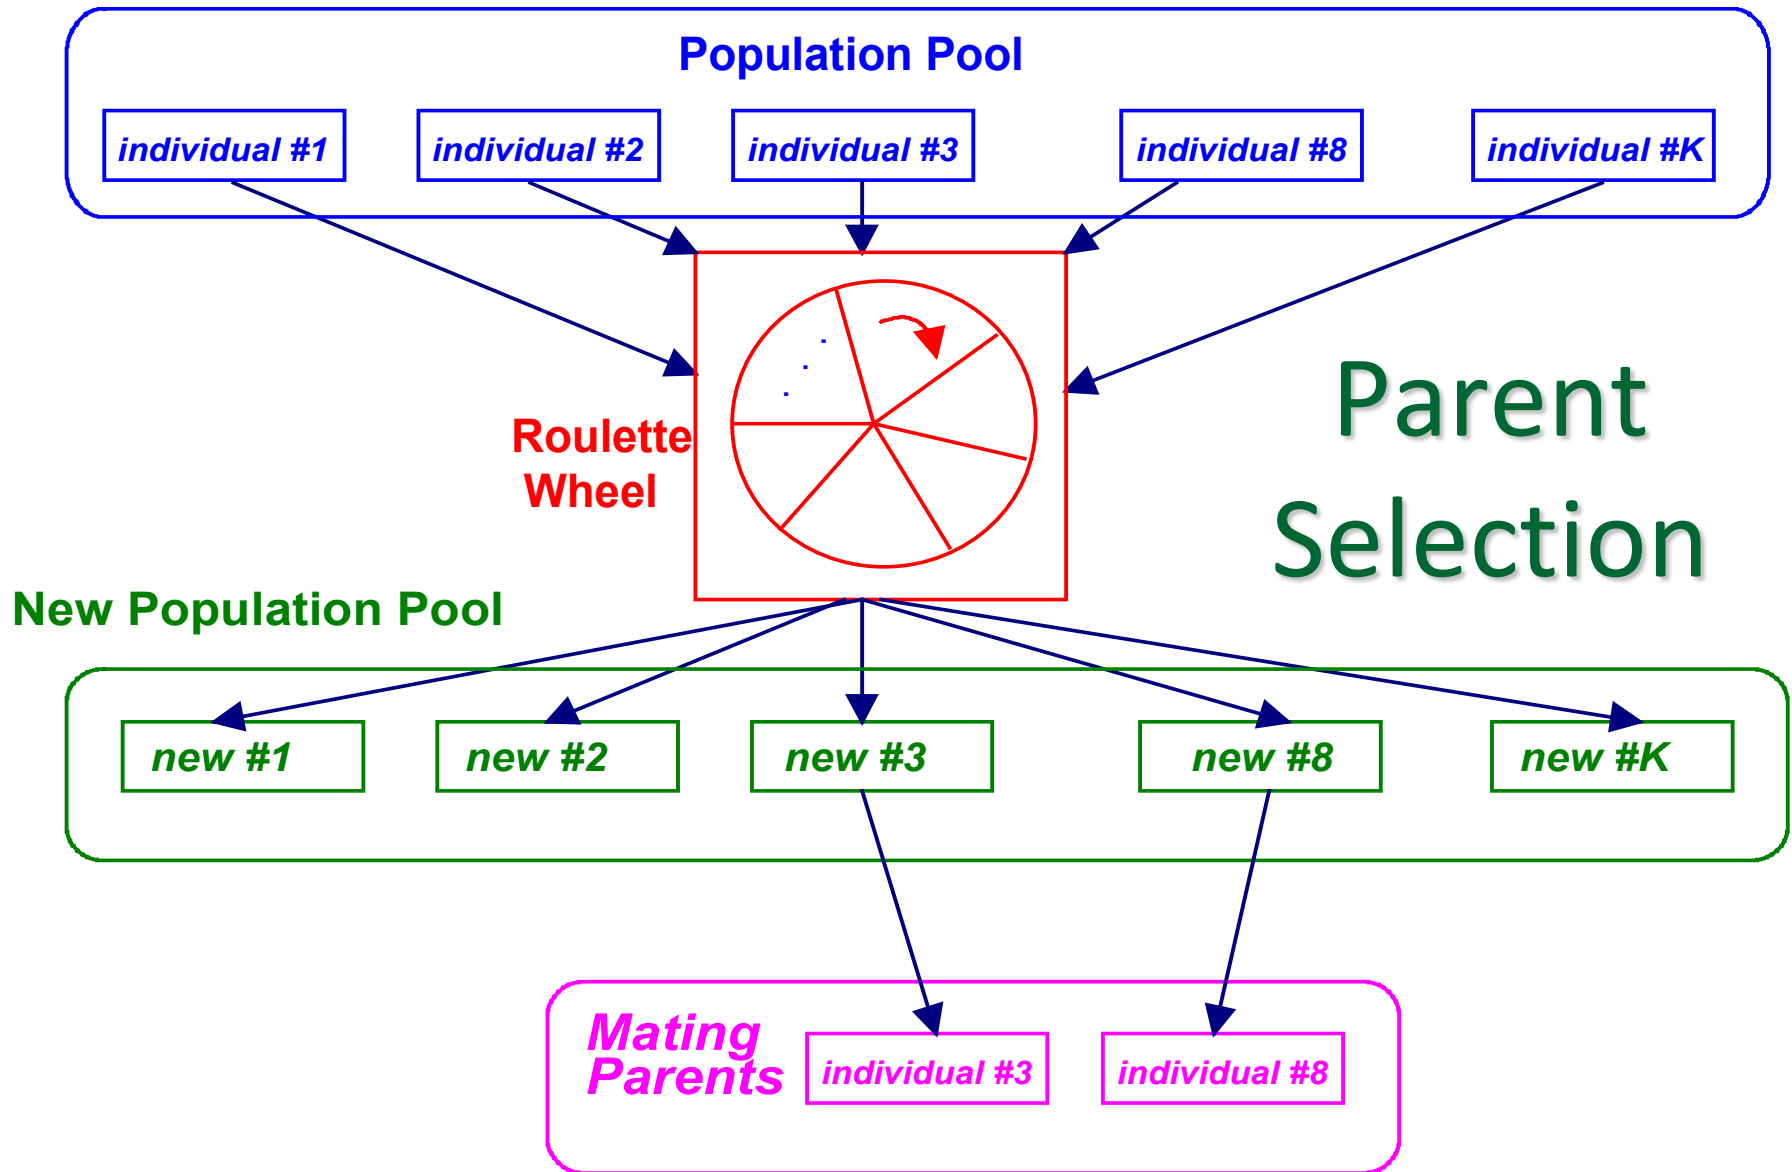 Population Pool
individual #1
individual #2
individual #3
individual #8
individual #K
Roulette
Wheel
Parent
Selection
New Population Pool
new #1
new #2
new #3
new #8
new #K
Mating
Parents
individual #3
individual #8